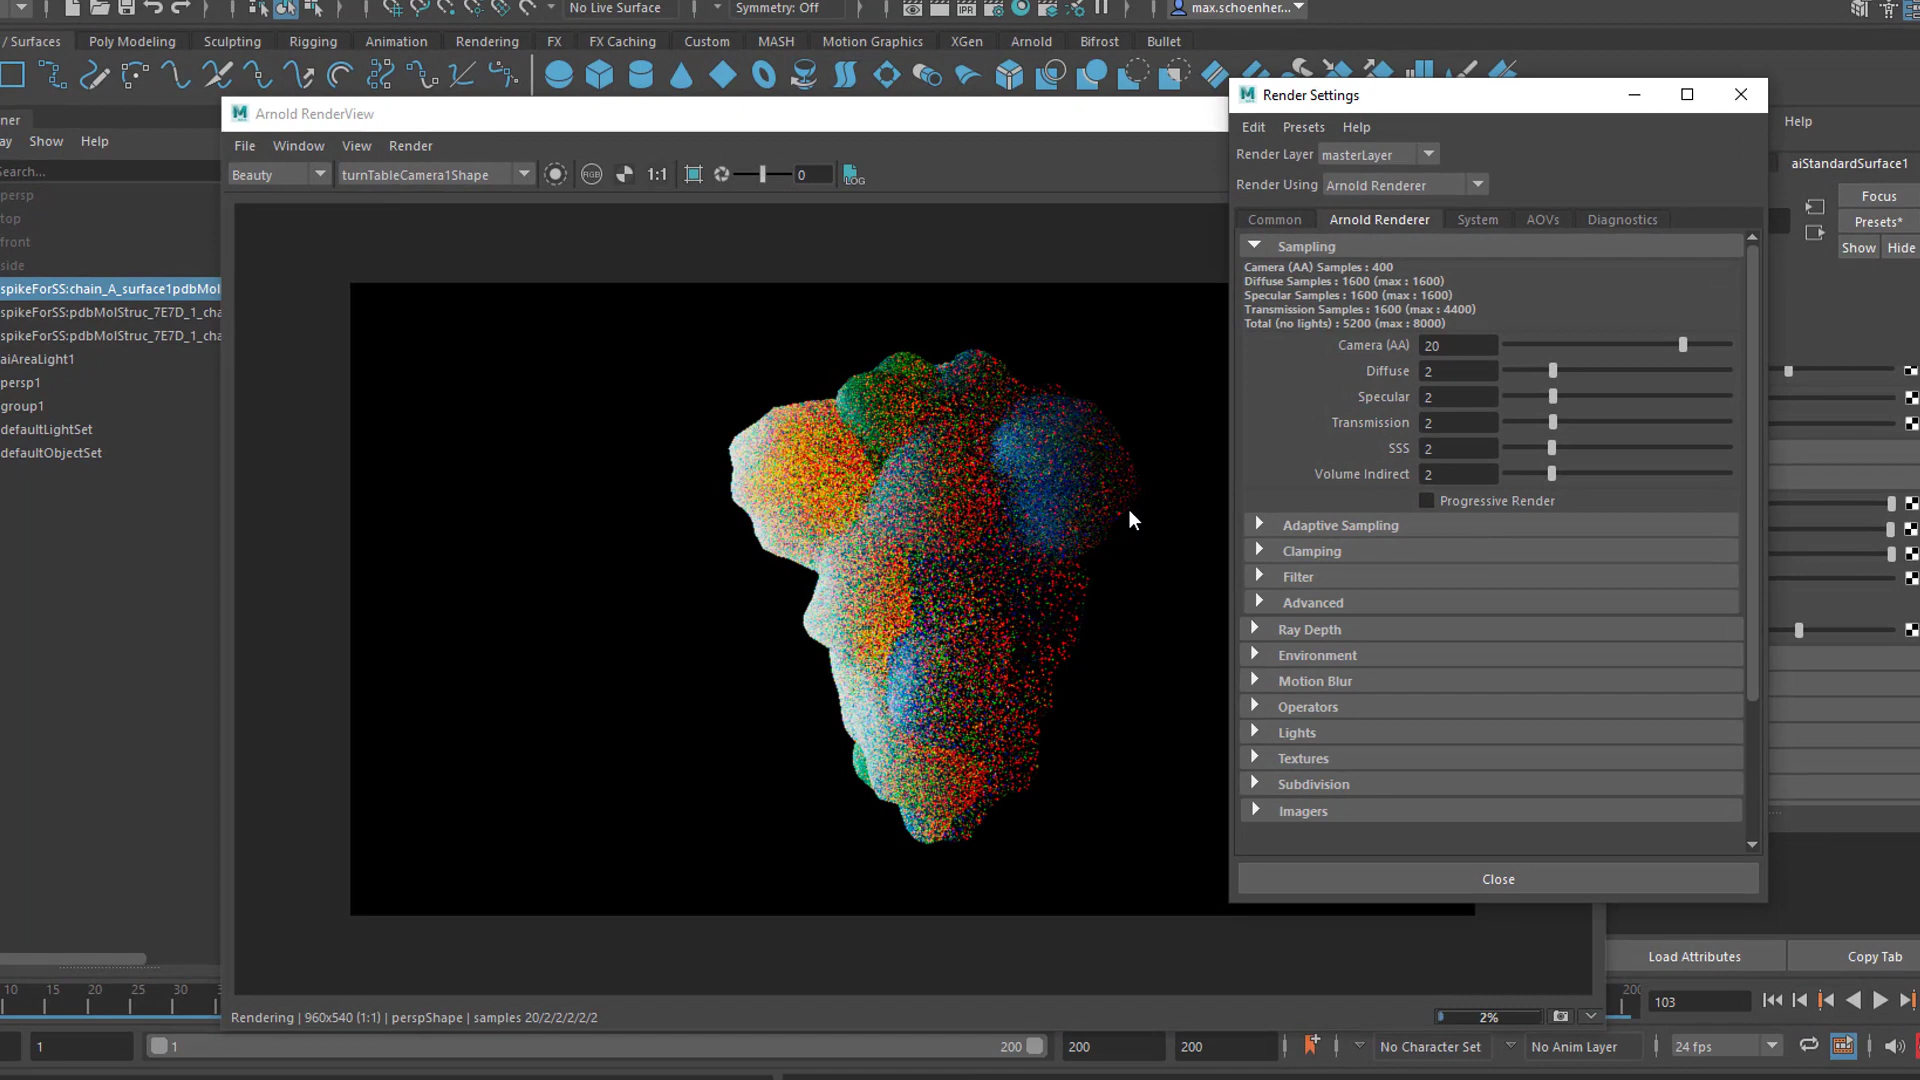 No Live Surface
Symmetry: Off
IPR
max.schoenher...
/ Surfaces
Poly Modeling
Sculpting
Rigging
Animation
Rendering
FX
FX Caching
Custom
MASH
Motion Graphics
XGen
Arnold
Bifrost
Bullet
Show
Help
persp
top
front
side
spikeForSS:chain_A_surface1pdbMol
spikeForSS:pdbMolStruc_7E7D_1_cha
spikeForSS:pdbMolStruc_7E7D_1_cha
aiAreaLight1
persp1
group1
defaultLightSet
defaultObjectSet
Arnold RenderView
File
Window
View
Render
Beauty
turnTableCamera1Shape
RGB
1:1
0
LOG
Rendering | 960x540 (1:1) | perspShape | samples 20/2/2/2/2/2
2%
Render Settings
Edit
Presets
Help
Render Layer
masterLayer
Render Using
Arnold Renderer
Common
Arnold Renderer
System
AOVs
Diagnostics
Sampling
Camera (AA) Samples : 400
Diffuse Samples : 1600 (max : 1600)
Specular Samples : 1600 (max : 1600)
Transmission Samples : 1600 (max : 4400)
Total (no lights) : 5200 (max : 8000)
Camera (AA)
20
Diffuse
2
Specular
2
Transmission
2
SSS
2
Volume Indirect
2
Progressive Render
Adaptive Sampling
Clamping
Filter
Advanced
Ray Depth
Environment
Motion Blur
Operators
Lights
Textures
Subdivision
Imagers
Close
Help
aiStandardSurface1
Focus
Presets*
Show
Hide
Load Attributes
Copy Tab
10
15
20
25
30
200
103
1
1
200
200
200
No Character Set
No Anim Layer
24 fps